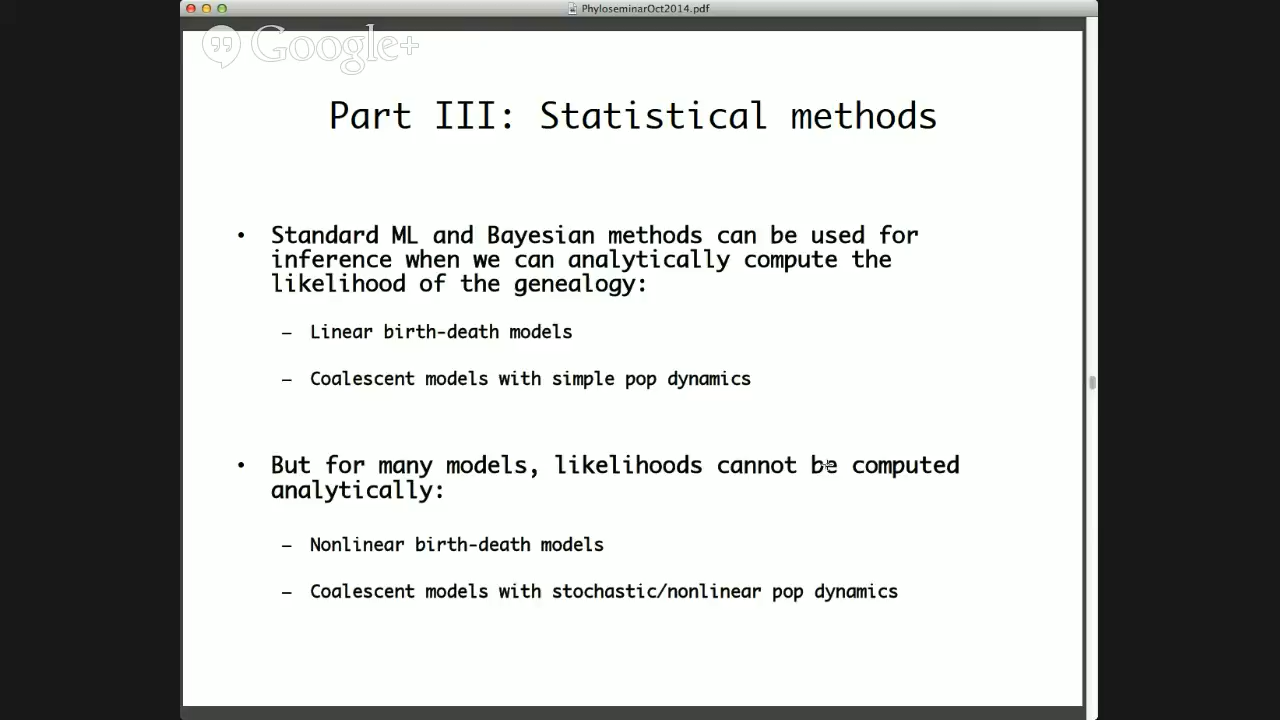 PhyloseminarOct2014.pdf
Google+
Part III: Statistical methods
• Standard ML and Bayesian methods can be used for
inference when we can analytically compute the
likelihood of the genealogy:
– Linear birth-death models
– Coalescent models with simple pop dynamics
• But for many models, likelihoods cannot be computed
analytically:
– Nonlinear birth-death models
– Coalescent models with stochastic/nonlinear pop dynamics